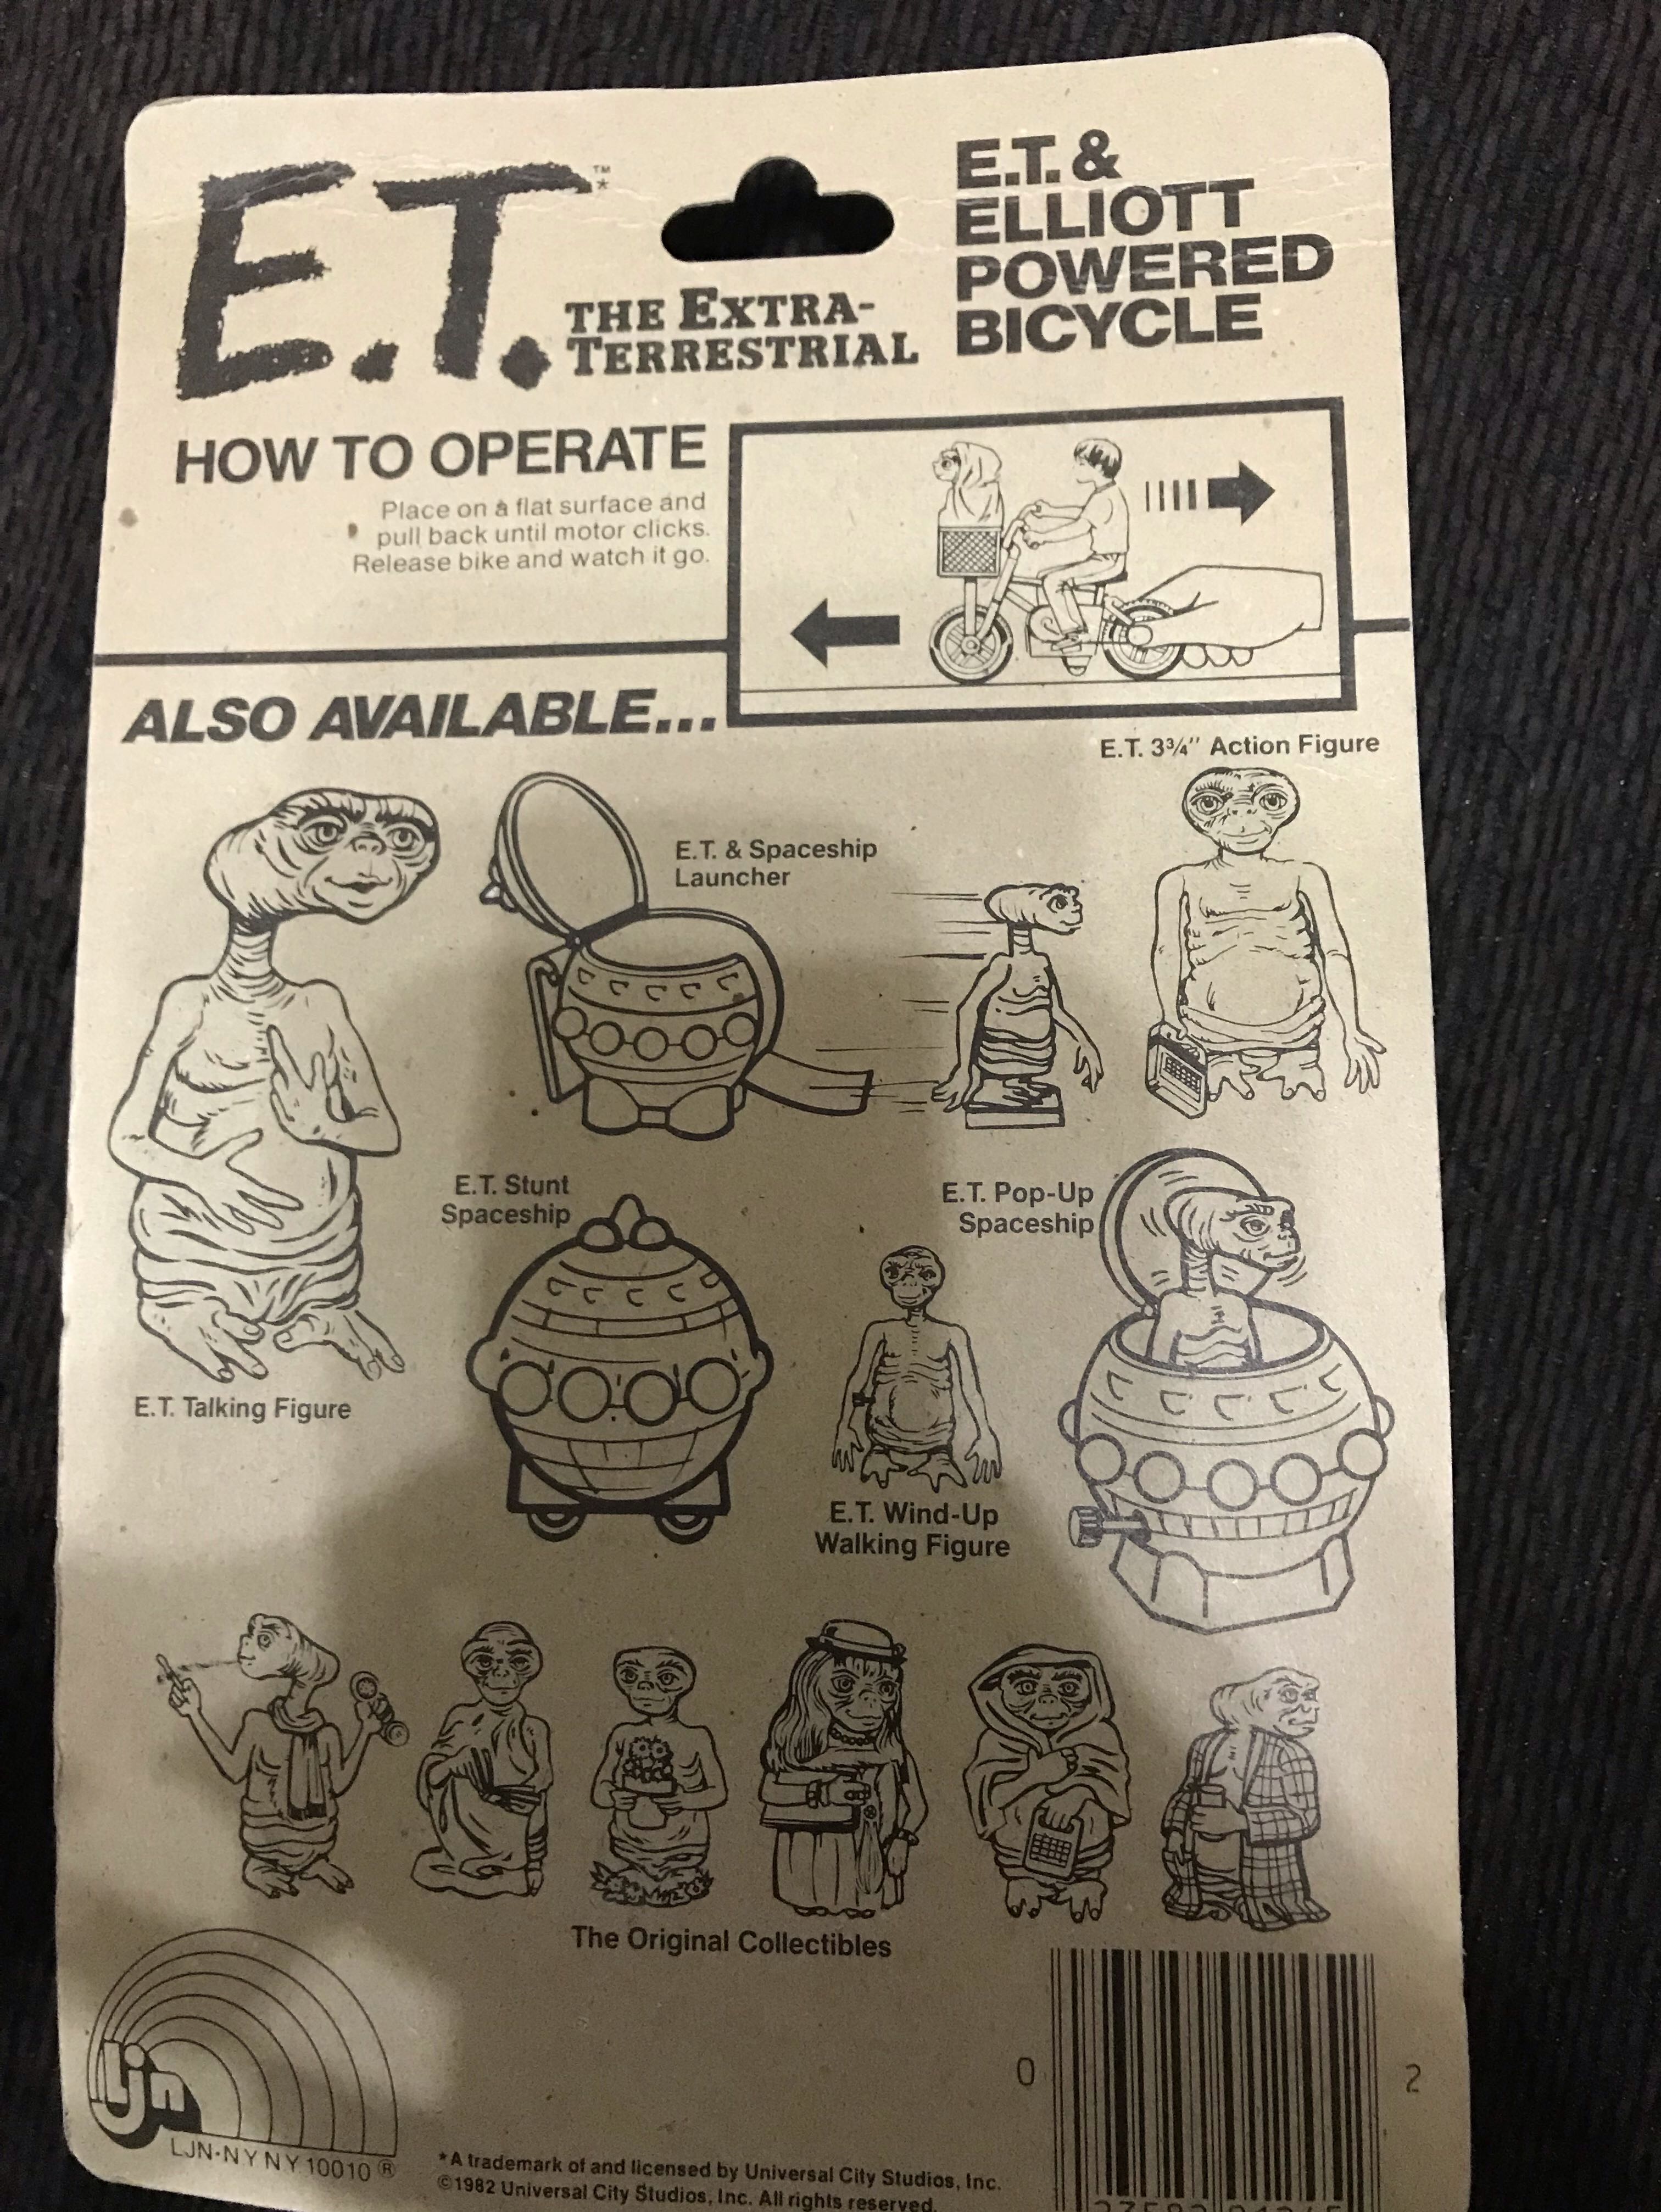 E.T.™*
THE EXTRA-
TERRESTRIAL
E.T. &
ELLIOTT
POWERED
BICYCLE
HOW TO OPERATE
Place on a flat surface and
pull back until motor clicks.
Release bike and watch it go.
ALSO AVAILABLE...
E.T. 3¾" Action Figure
E.T. & Spaceship
Launcher
E.T. Stunt
Spaceship
E.T. Pop-Up
Spaceship
E.T. Talking Figure
E.T. Wind-Up
Walking Figure
The Original Collectibles
ljn
LJN·NY NY 10010 ®
*A trademark of and licensed by Universal City Studios, Inc.
©1982 Universal City Studios, Inc. All rights reserved.
0
2